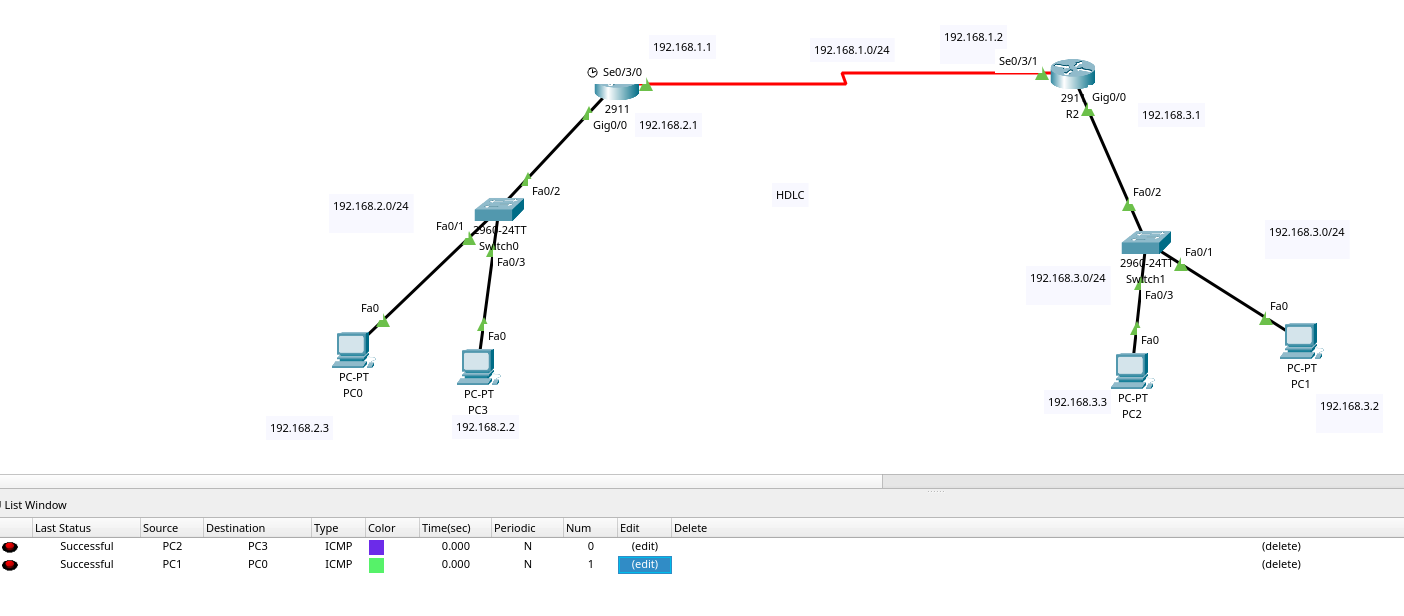 192.168.1.1
192.168.1.0/24
192.168.1.2
Se0/3/0
Se0/3/1
2911
Gig0/0
192.168.2.1
Gig0/0
R2
192.168.3.1
HDLC
Fa0/2
192.168.2.0/24
Fa0/1
2960-24TT
Switch0
Fa0/3
Fa0/2
192.168.3.0/24
Fa0/1
2960-24TT
Switch1
192.168.3.0/24
Fa0/3
Fa0
Fa0
Fa0
Fa0
PC-PT
PC0
PC-PT
PC3
PC-PT
PC2
PC-PT
PC1
192.168.2.3
192.168.2.2
192.168.3.3
192.168.3.2
List Window
Last Status Source Destination Type Color Time(sec) Periodic Num Edit Delete
Successful PC2 PC3 ICMP 0.000 N 0 (edit) (delete)
Successful PC1 PC0 ICMP 0.000 N 1 (edit) (delete)